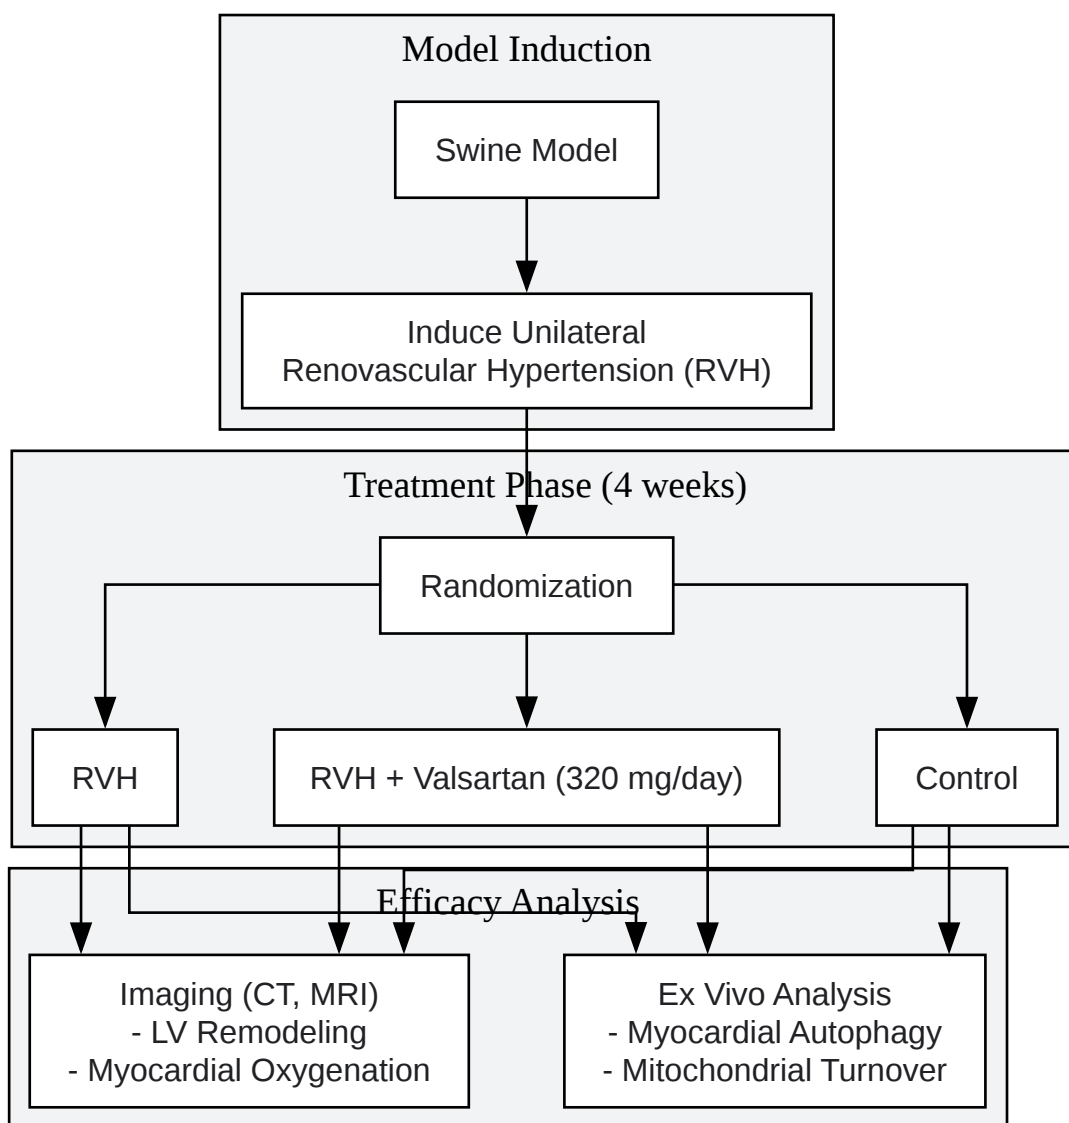 Model Induction
Swine Model
Induce Unilateral
Renovascular Hypertension (RVH)
Treatment Phase (4 weeks)
Randomization
RVH
RVH + Valsartan (320 mg/day)
Control
Efficacy Analysis
Imaging (CT, MRI)
- LV Remodeling
- Myocardial Oxygenation
Ex Vivo Analysis
- Myocardial Autophagy
- Mitochondrial Turnover